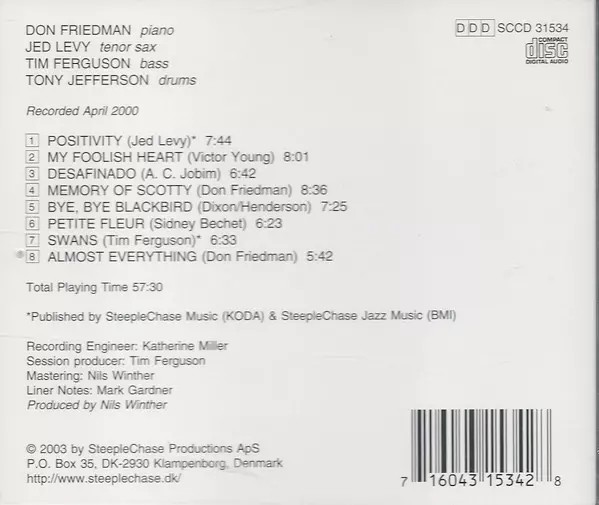 DON FRIEDMAN piano
JED LEVY tenor sax
TIM FERGUSON bass
TONY JEFFERSON drums
DDD SCCD 31534
COMPACT
disc
DIGITAL AUDIO
Recorded April 2000
1 POSITIVITY (Jed Levy)* 7:44
2 MY FOOLISH HEART (Victor Young) 8:01
3 DESAFINADO (A. C. Jobim) 6:42
4 MEMORY OF SCOTTY (Don Friedman) 8:36
5 BYE, BYE BLACKBIRD (Dixon/Henderson) 7:25
6 PETITE FLEUR (Sidney Bechet) 6:23
7 SWANS (Tim Ferguson)* 6:33
8 ALMOST EVERYTHING (Don Friedman) 5:42
Total Playing Time 57:30
*Published by SteepleChase Music (KODA) & SteepleChase Jazz Music (BMI)
Recording Engineer: Katherine Miller
Session producer: Tim Ferguson
Mastering: Nils Winther
Liner Notes: Mark Gardner
Produced by Nils Winther
© 2003 by SteepleChase Productions ApS
P.O. Box 35, DK-2930 Klampenborg, Denmark
http://www.steeplechase.dk/
7 16043 15342 8